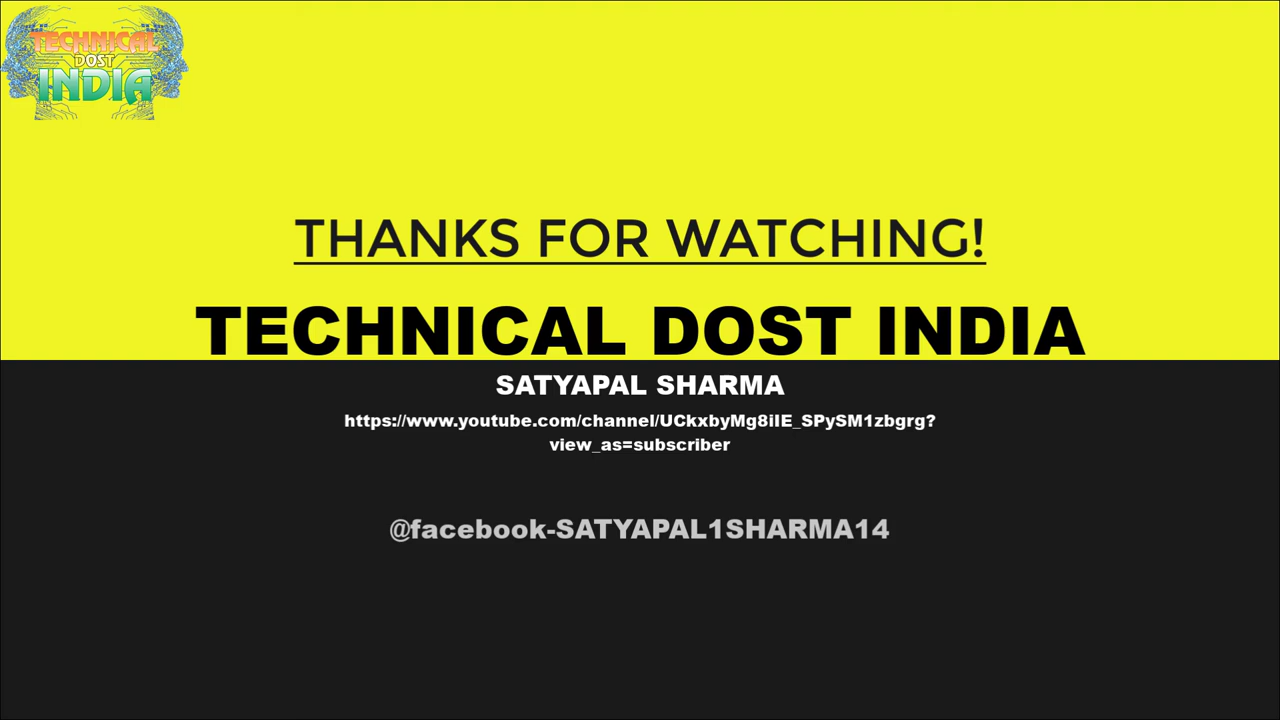 TECHNICAL
DOST
INDIA
THANKS FOR WATCHING!
TECHNICAL DOST INDIA
SATYAPAL SHARMA
https://www.youtube.com/channel/UCkxbyMg8iIE_SPySM1zbgrg?
view_as=subscriber
@facebook-SATYAPAL1SHARMA14